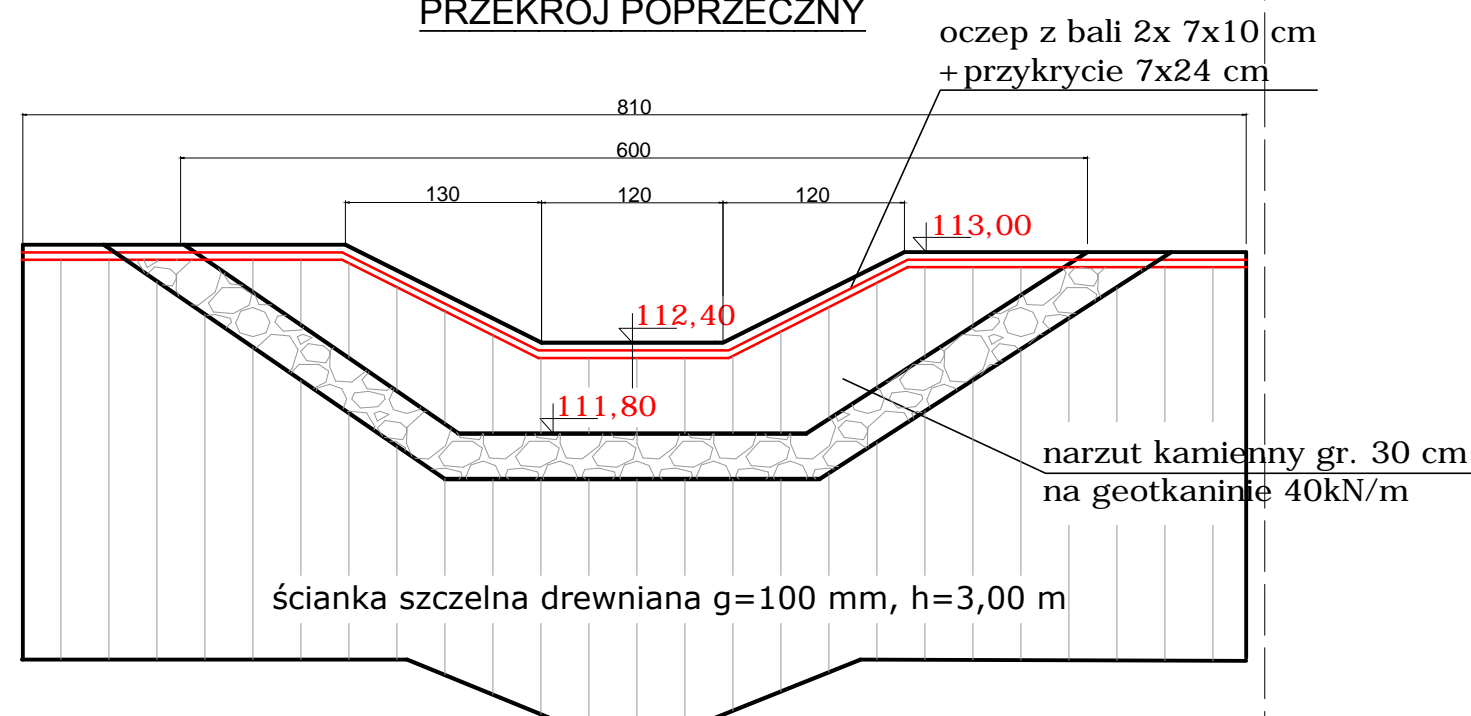 PRZEKRÓJ POPRZECZNY
oczep z bali 2x 7x10 cm
+przykrycie 7x24 cm
810
600
130
120
120
113,00
112,40
111,80
narzut kamienny gr. 30 cm
na geotkaninie 40kN/m
ścianka szczelna drewniana g=100 mm, h=3,00 m